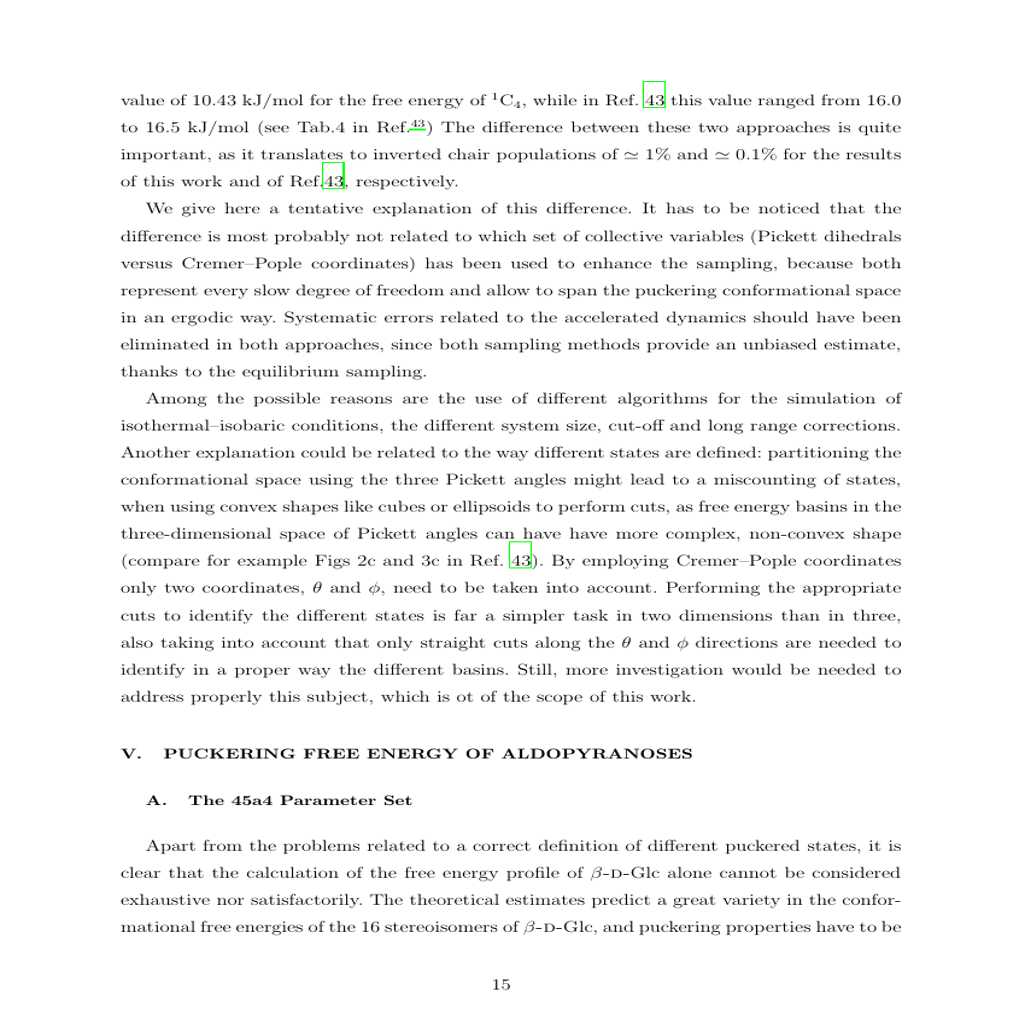 value of 10.43 kJ/mol for the free energy of ¹C₄, while in Ref. 43 this value ranged from 16.0
to 16.5 kJ/mol (see Tab.4 in Ref.⁴³) The difference between these two approaches is quite
important, as it translates to inverted chair populations of ≃ 1% and ≃ 0.1% for the results
of this work and of Ref.43, respectively.
We give here a tentative explanation of this difference. It has to be noticed that the
difference is most probably not related to which set of collective variables (Pickett dihedrals
versus Cremer–Pople coordinates) has been used to enhance the sampling, because both
represent every slow degree of freedom and allow to span the puckering conformational space
in an ergodic way. Systematic errors related to the accelerated dynamics should have been
eliminated in both approaches, since both sampling methods provide an unbiased estimate,
thanks to the equilibrium sampling.
Among the possible reasons are the use of different algorithms for the simulation of
isothermal–isobaric conditions, the different system size, cut-off and long range corrections.
Another explanation could be related to the way different states are defined: partitioning the
conformational space using the three Pickett angles might lead to a miscounting of states,
when using convex shapes like cubes or ellipsoids to perform cuts, as free energy basins in the
three-dimensional space of Pickett angles can have have more complex, non-convex shape
(compare for example Figs 2c and 3c in Ref. 43). By employing Cremer–Pople coordinates
only two coordinates, θ and ϕ, need to be taken into account. Performing the appropriate
cuts to identify the different states is far a simpler task in two dimensions than in three,
also taking into account that only straight cuts along the θ and ϕ directions are needed to
identify in a proper way the different basins. Still, more investigation would be needed to
address properly this subject, which is ot of the scope of this work.
V. PUCKERING FREE ENERGY OF ALDOPYRANOSES
A. The 45a4 Parameter Set
Apart from the problems related to a correct definition of different puckered states, it is
clear that the calculation of the free energy profile of β-D-Glc alone cannot be considered
exhaustive nor satisfactorily. The theoretical estimates predict a great variety in the confor-
mational free energies of the 16 stereoisomers of β-D-Glc, and puckering properties have to be
15